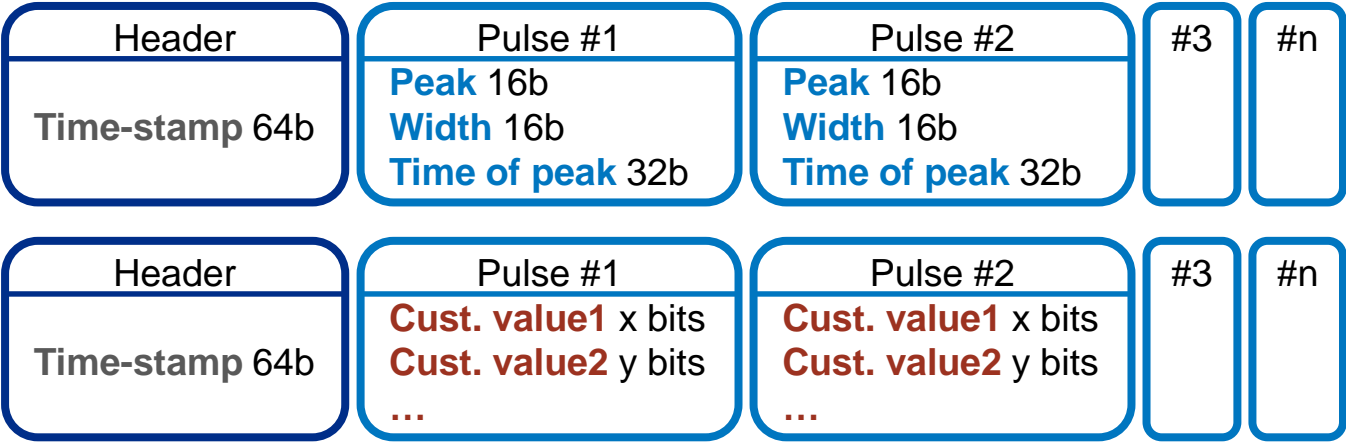 Header
Time-stamp 64b
Pulse #1
Peak 16b
Width 16b
Time of peak 32b
Pulse #2
Peak 16b
Width 16b
Time of peak 32b
#3
#n
Header
Time-stamp 64b
Pulse #1
Cust. value1 x bits
Cust. value2 y bits
…
Pulse #2
Cust. value1 x bits
Cust. value2 y bits
…
#3
#n